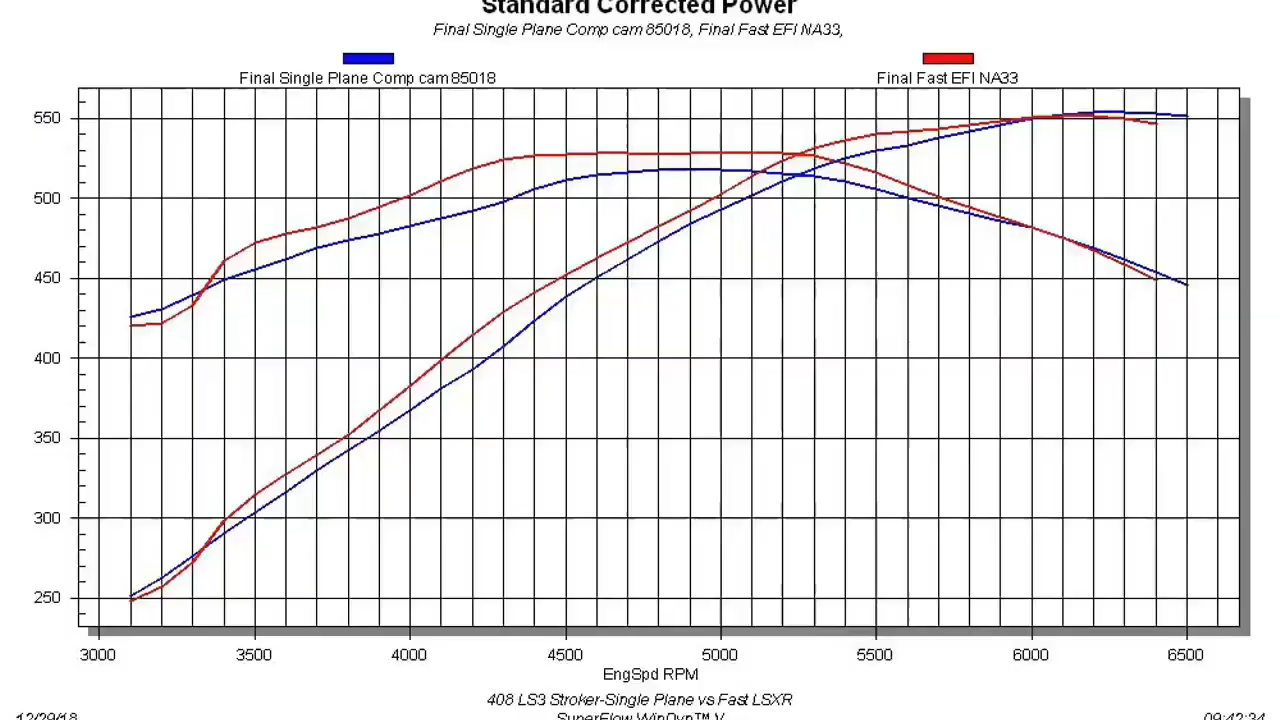 Standard Corrected Power
Final Single Plane Comp cam 85018, Final Fast EFI NA33,
Final Single Plane Comp cam 85018
Final Fast EFI NA33
550
500
450
400
350
300
250
3000 3500 4000 4500 5000 5500 6000 6500
EngSpd RPM
408 LS3 Stroker-Single Plane vs Fast LSXR
12/29/18 SuperFlow WinDyn™ V 09:42:34